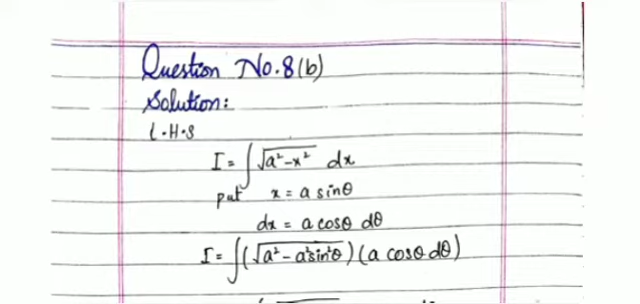 Question No.8(b)
Solution:
L.H.S
I = ∫ √a²-x² dx
put x = a sinθ
dx = a cosθ dθ
I = ∫(√a² - a²sin²θ)(a cosθ dθ)